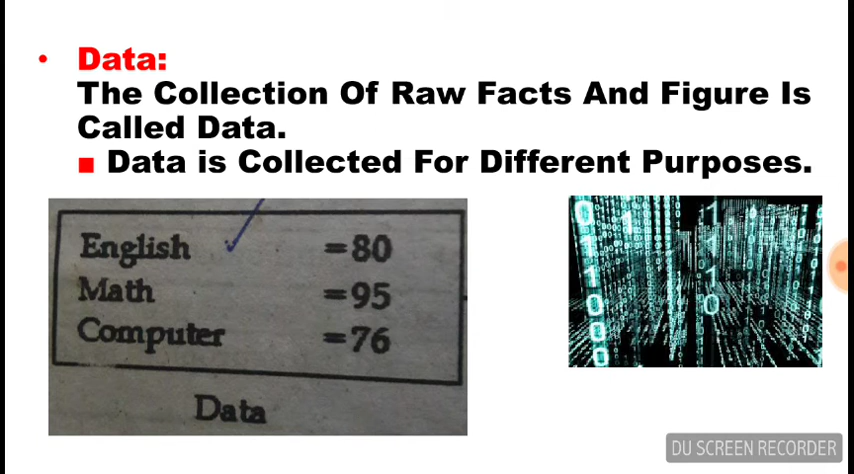 • Data:
The Collection Of Raw Facts And Figure Is
Called Data.
■ Data is Collected For Different Purposes.
English =80
Math =95
Computer =76
Data
DU SCREEN RECORDER